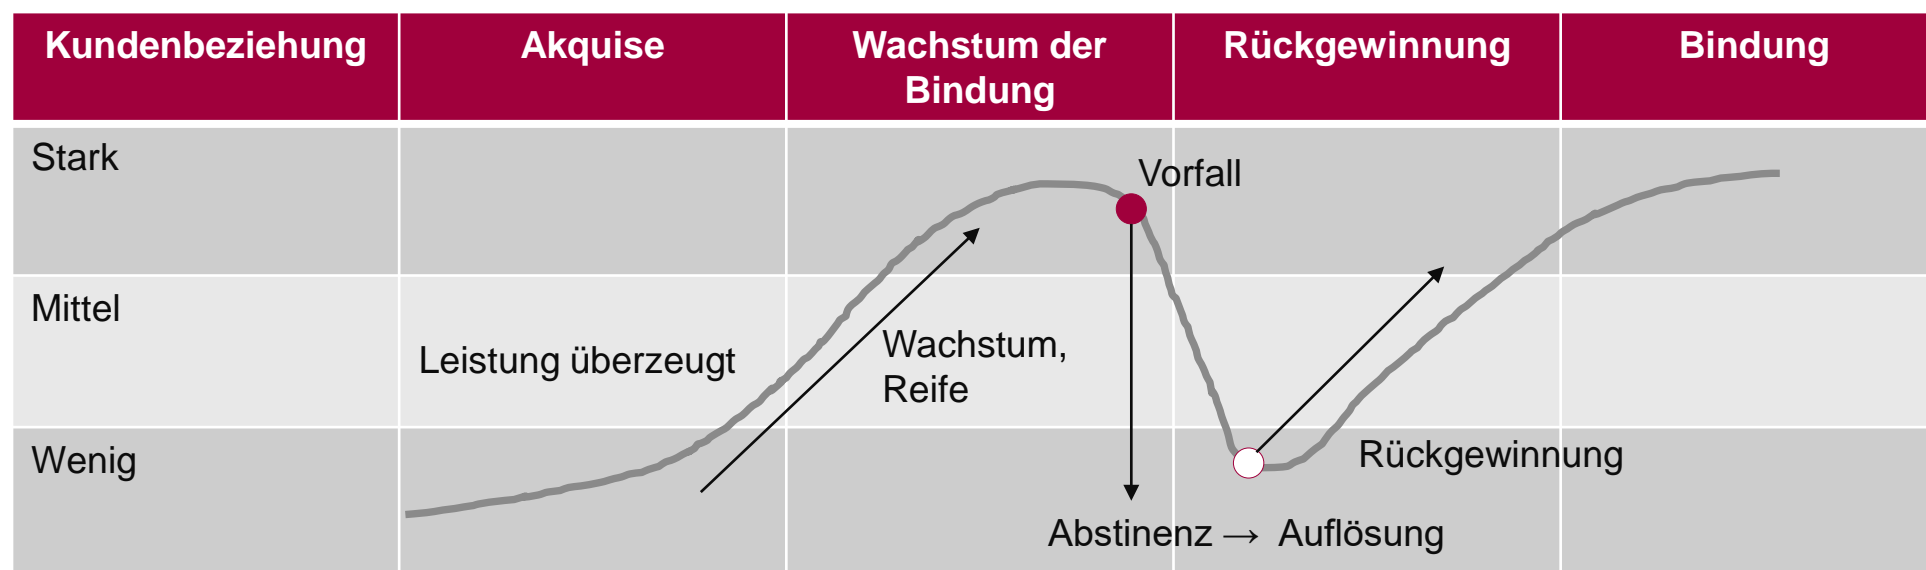 Kundenbeziehung
Akquise
Wachstum der
Bindung
Rückgewinnung
Bindung
Stark
Vorfall
Mittel
Leistung überzeugt
Wachstum,
Reife
Wenig
Rückgewinnung
Abstinenz → Auflösung